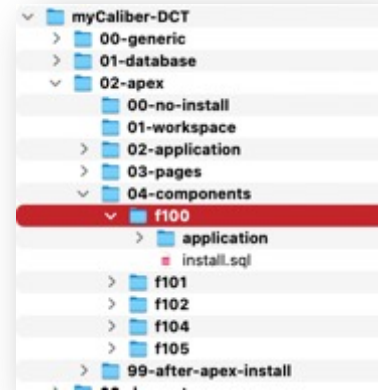 myCaliber-DCT
00-generic
01-database
02-apex
00-no-install
01-workspace
02-application
03-pages
04-components
f100
application
install.sql
f101
f102
f104
f105
99-after-apex-install